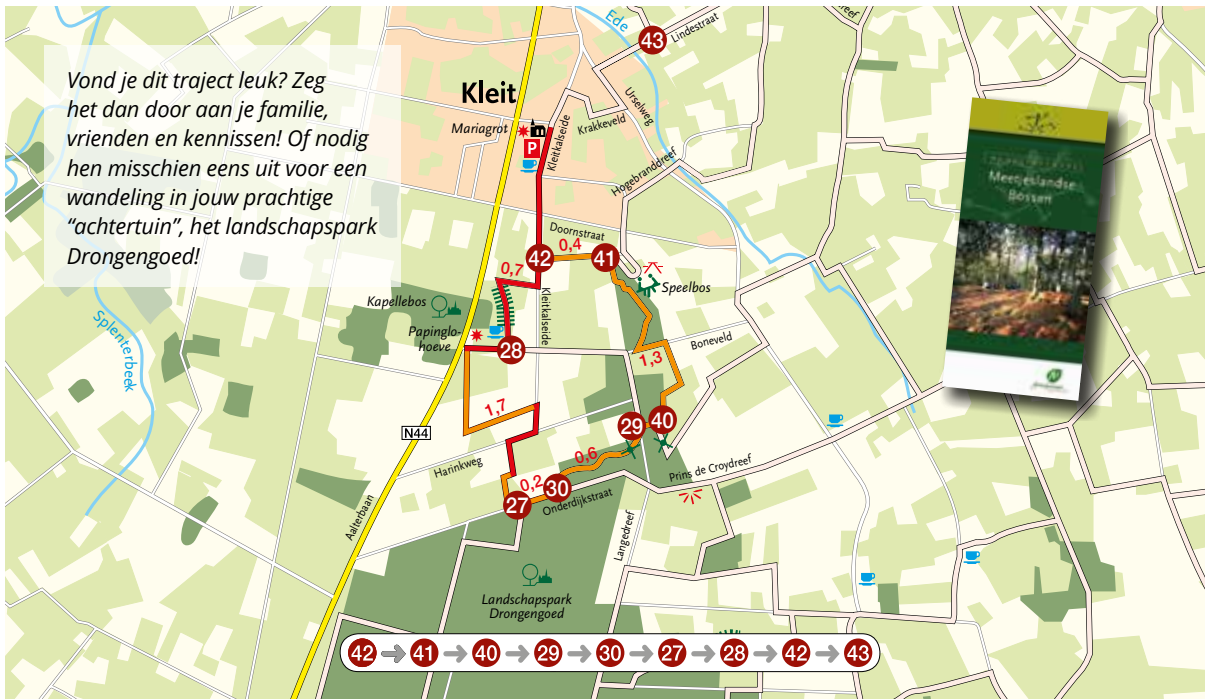 Vond je dit traject leuk? Zeg
het dan door aan je familie,
vrienden en kennissen! Of nodig
hen misschien eens uit voor een
wandeling in jouw prachtige
“achtertuin”, het landschapspark
Drongengoed!
Ede
43
Lindestraat
Kleit
Mariagrot
P
Kleitkalseide
Krakkeveld
Urselweg
Hogebranddreef
Doornstraat
42
0,4
41
0,7
Speelbos
Kapellebos
Kleitkalseide
Papinglo-
hoeve
28
Boneveld
1,3
Splenterbeek
1,7
29
40
N44
Harinkweg
0,6
Prins de Croydreef
0,2
30
27
Onderdijkstraat
Aalterbaan
Langedreef
Landschapspark
Drongengoed
Meetjeslandse
Bossen
42 → 41 → 40 → 29 → 30 → 27 → 28 → 42 → 43